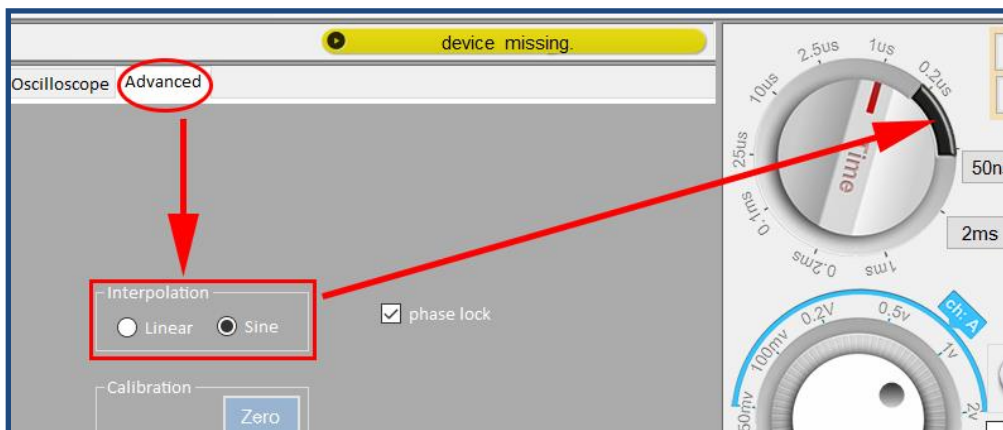 device missing.
Oscilloscope Advanced
Interpolation
Linear Sine
phase lock
Calibration
Zero
10us 2.5us 1us 0.2us
25us
0.1ms
0.2ms
1ms
50n
2ms
ch: A
50mv 100mv 0.2V 0.5v 1v 2v